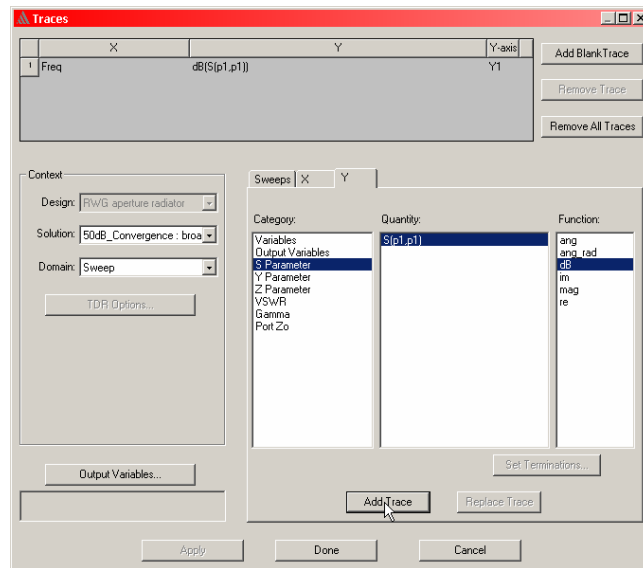 Traces
X Y Y-axis
1 Freq dB(S(p1,p1)) Y1
Add BlankTrace
Remove Trace
Remove All Traces
Context
Design: RWG aperture radiator
Solution: 50dB_Convergence : broa
Domain: Sweep
TDR Options...
Output Variables...
Sweeps X Y
Category: Quantity: Function:
Variables
Output Variables
S Parameter
Y Parameter
Z Parameter
VSWR
Gamma
Port Zo
S(p1,p1)
ang
ang_rad
dB
im
mag
re
Set Terminations...
Add Trace
Replace Trace
Apply
Done
Cancel